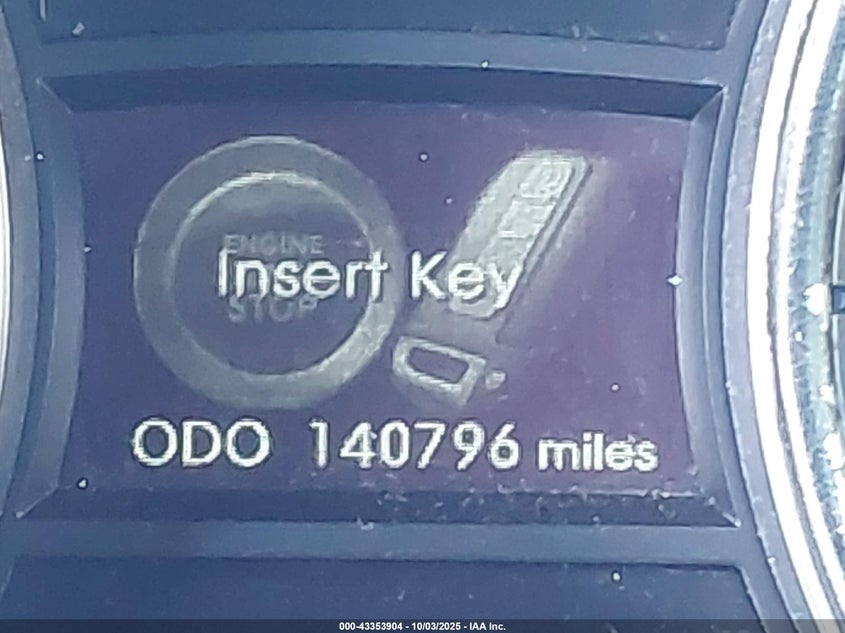 ENGINE
Insert Key
STOP
ODO 140796 miles
000-43353904 - 10/03/2025 - IAA Inc.